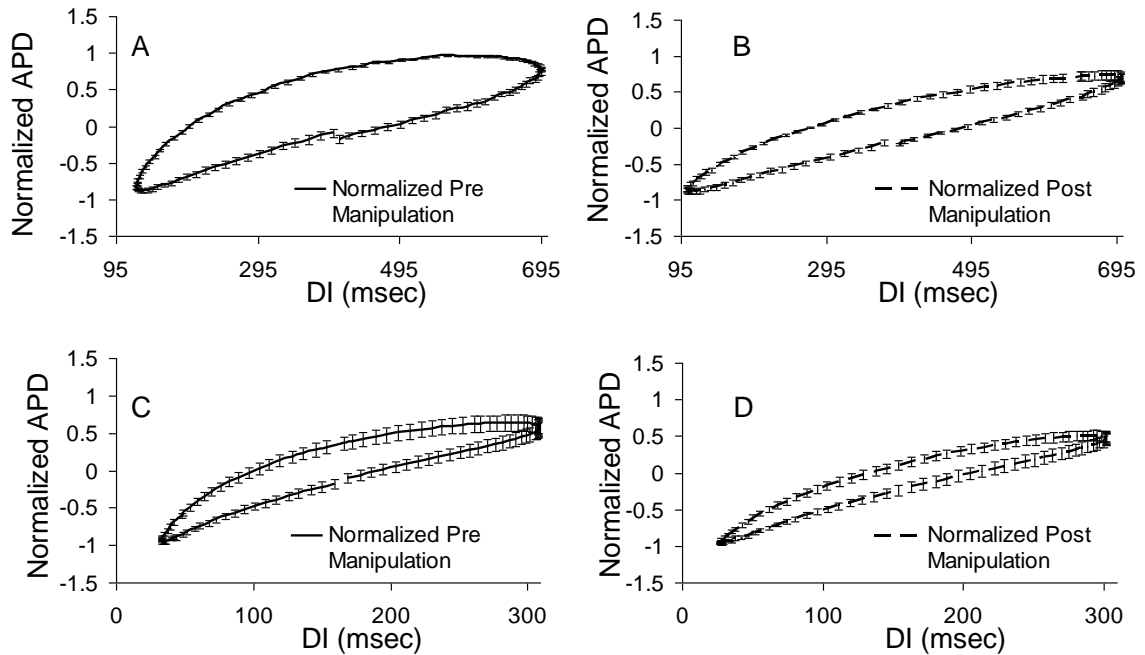 A
Normalized APD
1.5
1
0.5
0
-0.5
-1
-1.5
Normalized Pre
Manipulation
95
295
495
695
DI (msec)
B
Normalized APD
1.5
1
0.5
0
-0.5
-1
-1.5
Normalized Post
Manipulation
95
295
495
695
DI (msec)
C
Normalized APD
1.5
1
0.5
0
-0.5
-1
-1.5
Normalized Pre
Manipulation
0
100
200
300
DI (msec)
D
Normalized APD
1.5
1
0.5
0
-0.5
-1
-1.5
Normalized Post
Manipulation
0
100
200
300
DI (msec)